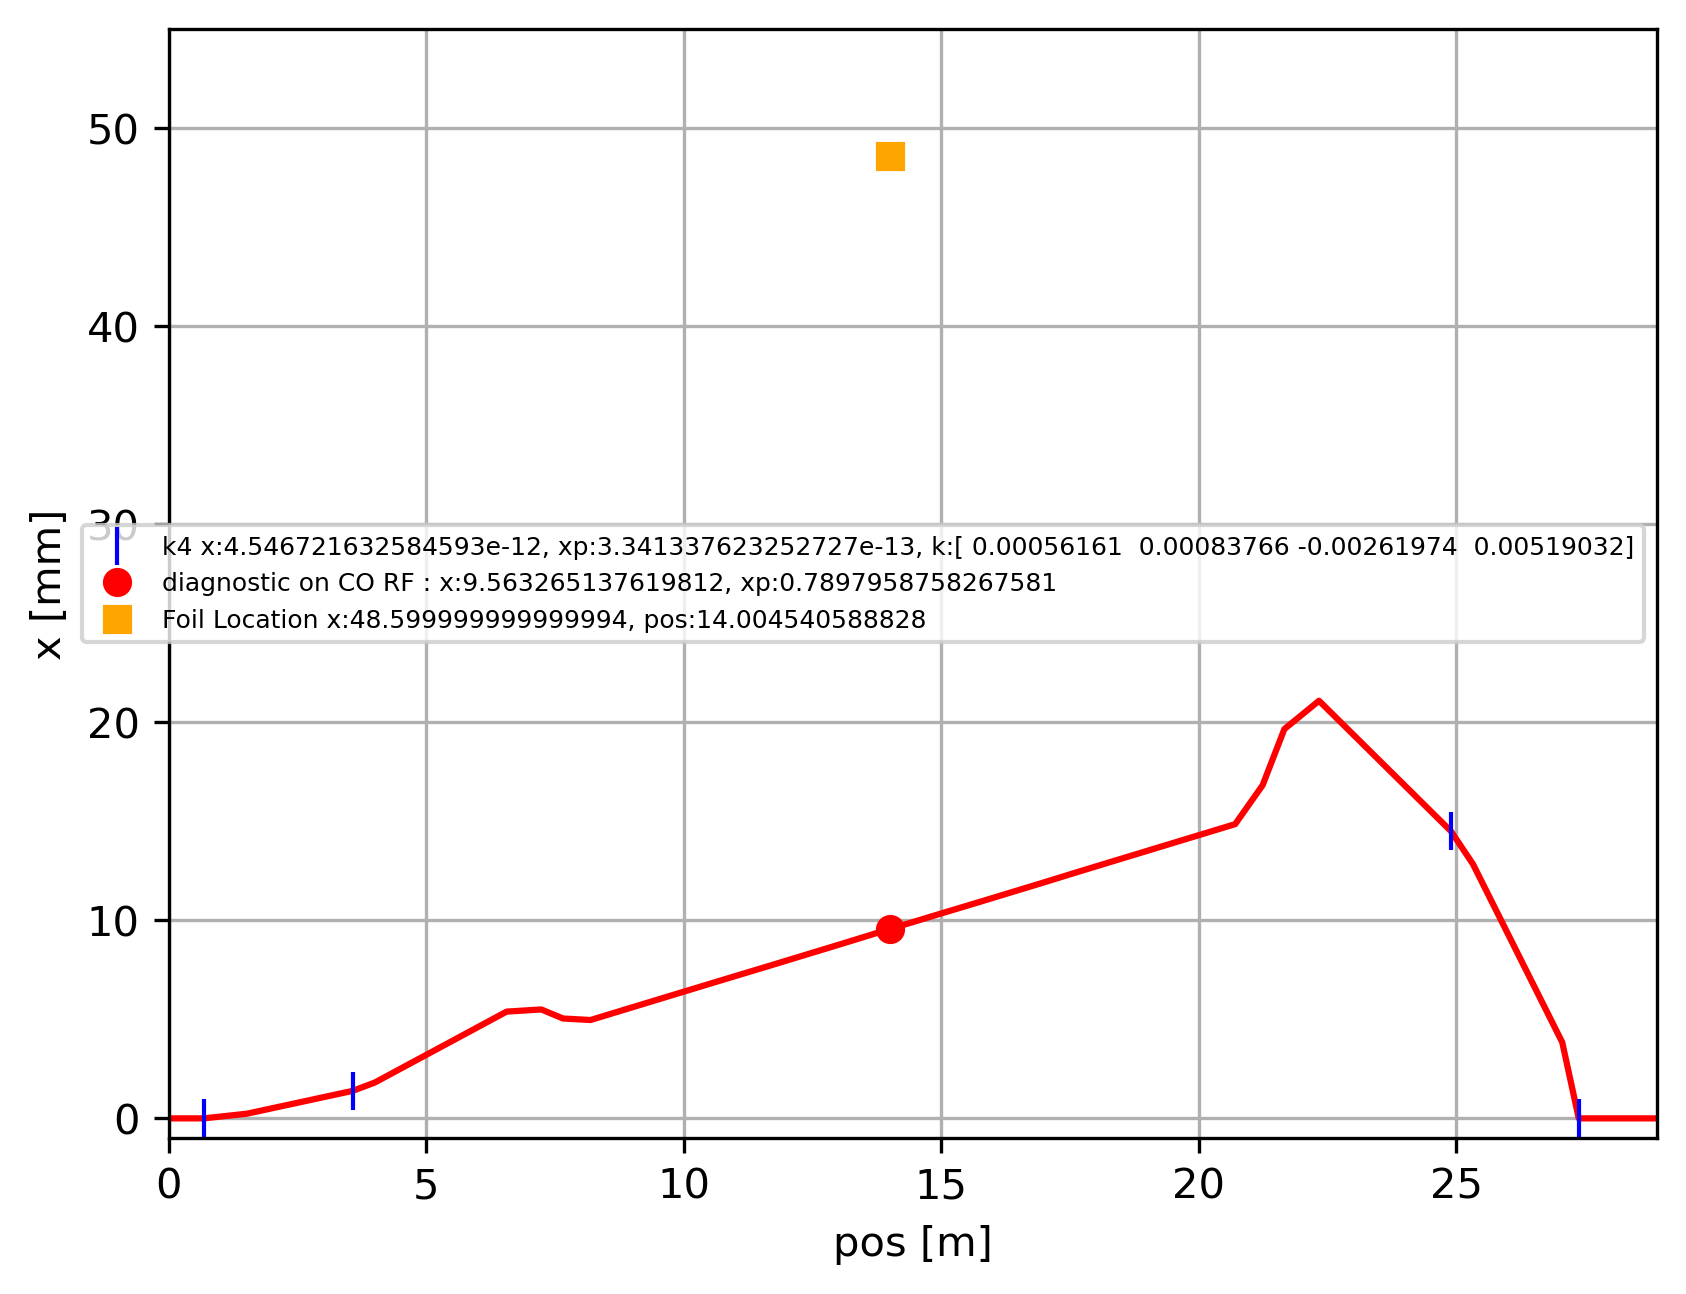 50
40
30
20
10
0
x [mm]
k4 x:4.546721632584593e-12, xp:3.341337623252727e-13, k:[ 0.00056161  0.00083766 -0.00261974  0.00519032]
diagnostic on CO RF : x:9.563265137619812, xp:0.7897958758267581
Foil Location x:48.599999999999994, pos:14.004540588828
0 5 10 15 20 25
pos [m]